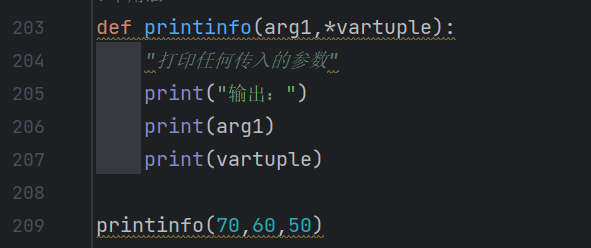 203 def printinfo(arg1,*vartuple):
204     "打印任何传入的参数"
205     print("输出：")
206     print(arg1)
207     print(vartuple)
208
209 printinfo(70,60,50)